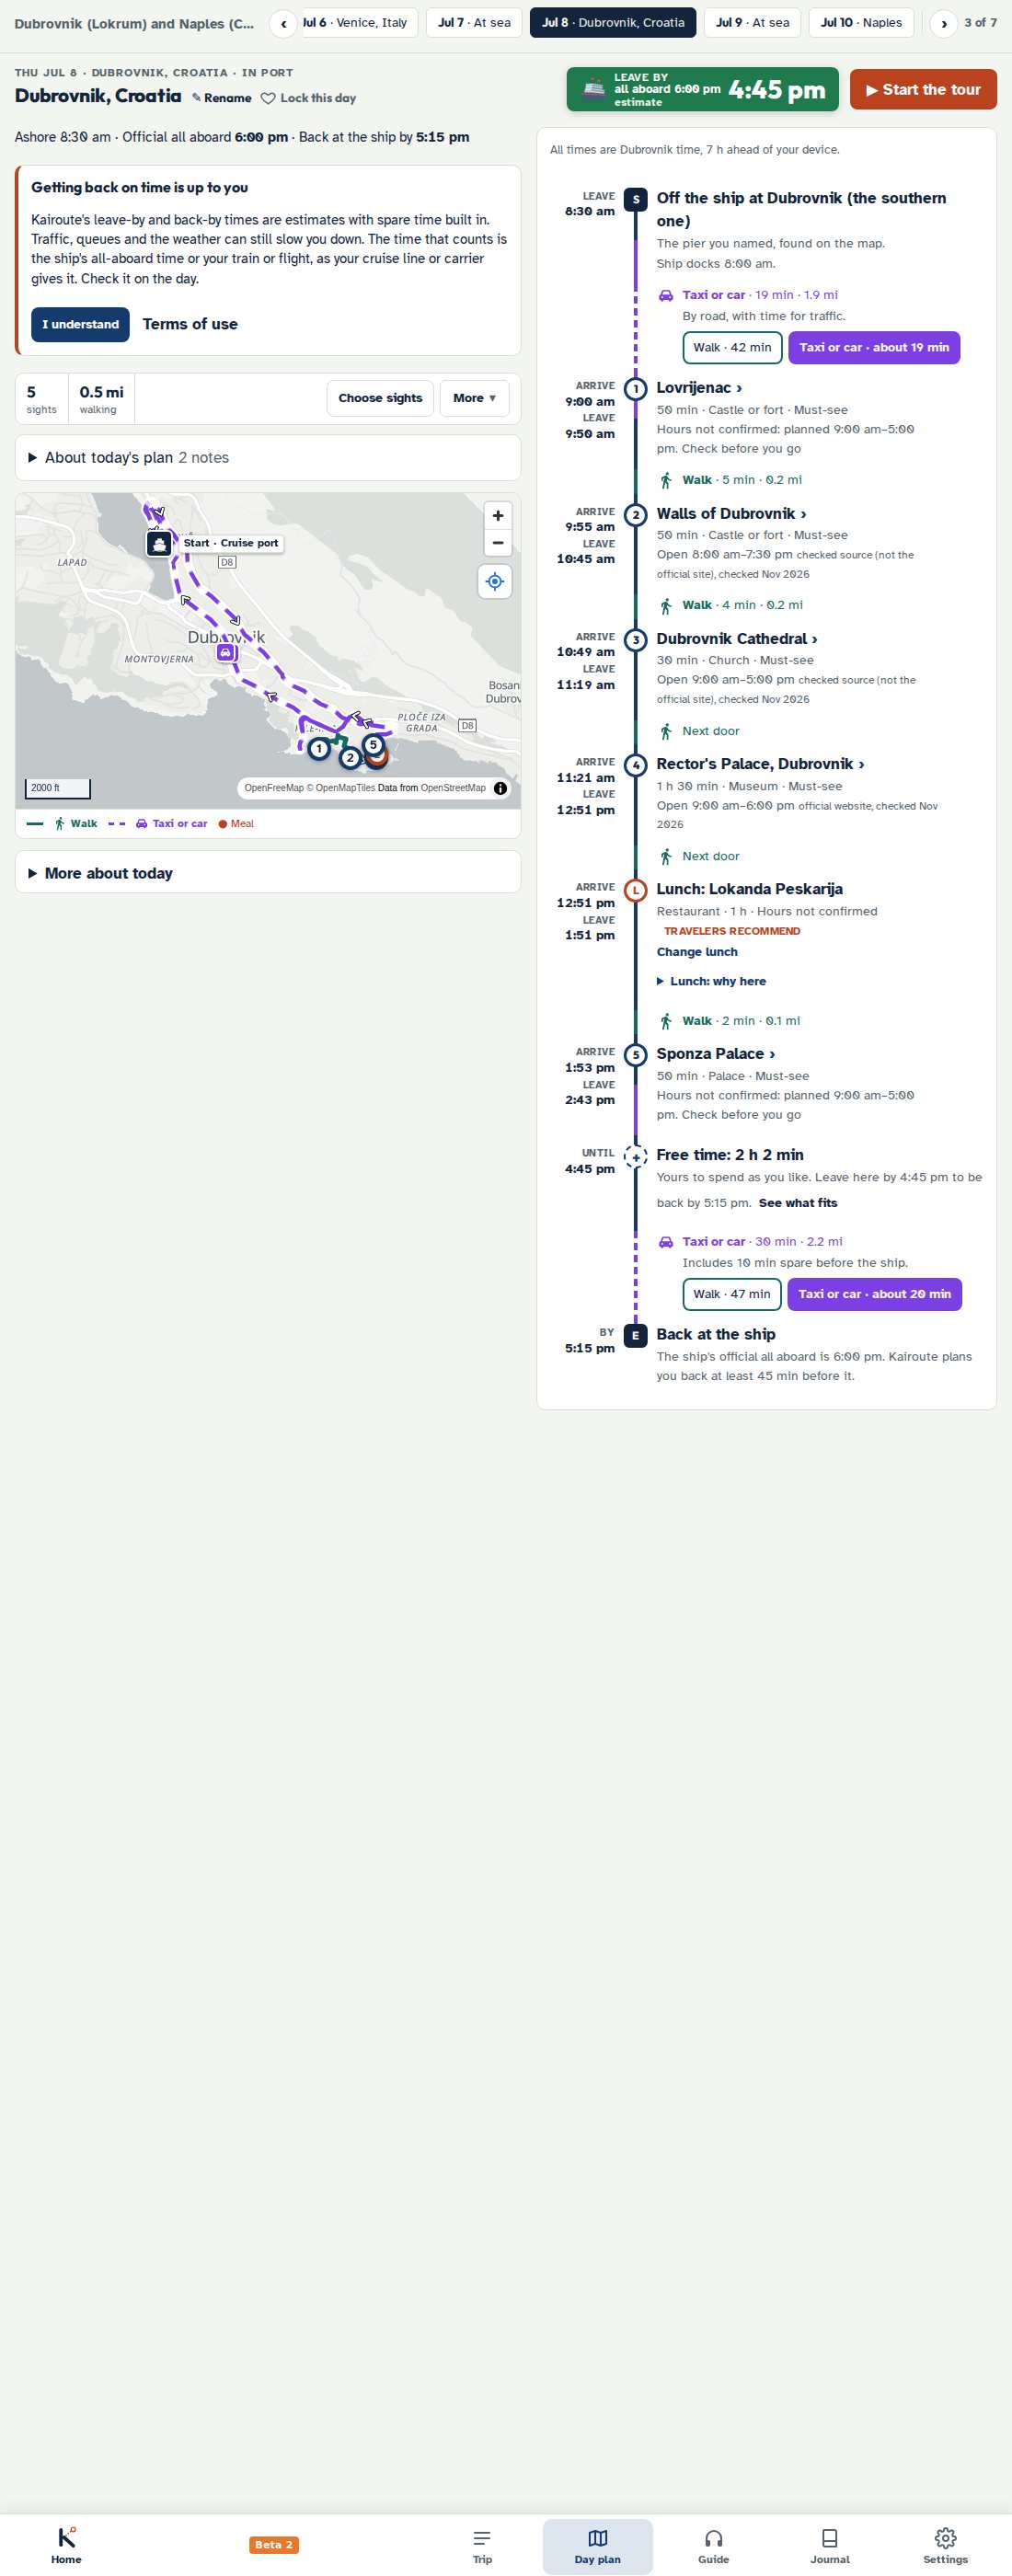 Dubrovnik (Lokrum) and Naples (C...
‹
Jul 6 · Venice, Italy
Jul 7 · At sea
Jul 8 · Dubrovnik, Croatia
Jul 9 · At sea
Jul 10 · Naples
›
3 of 7
THU JUL 8 · DUBROVNIK, CROATIA · IN PORT
Dubrovnik, Croatia
✎ Rename
Lock this day
LEAVE BY
all aboard 6:00 pm
estimate
4:45 pm
▶ Start the tour
Ashore 8:30 am · Official all aboard 6:00 pm · Back at the ship by 5:15 pm
Getting back on time is up to you
Kairoute's leave-by and back-by times are estimates with spare time built in.
Traffic, queues and the weather can still slow you down. The time that counts is
the ship's all-aboard time or your train or flight, as your cruise line or carrier
gives it. Check it on the day.
I understand
Terms of use
5
sights
0.5 mi
walking
Choose sights
More ▼
▶ About today's plan 2 notes
Start · Cruise port
LAPAD
D8
Dubrovnik
MONTOVJERNA
Bosan
Dubrov
PLOČE IZA
GRADA
D8
1
2
5
+
−
2000 ft
OpenFreeMap © OpenMapTiles Data from OpenStreetMap
Walk
Taxi or car
Meal
▶ More about today
All times are Dubrovnik time, 7 h ahead of your device.
LEAVE
8:30 am
S
Off the ship at Dubrovnik (the southern
one)
The pier you named, found on the map.
Ship docks 8:00 am.
Taxi or car · 19 min · 1.9 mi
By road, with time for traffic.
Walk · 42 min
Taxi or car · about 19 min
ARRIVE
9:00 am
LEAVE
9:50 am
1
Lovrijenac ›
50 min · Castle or fort · Must-see
Hours not confirmed: planned 9:00 am–5:00
pm. Check before you go
Walk · 5 min · 0.2 mi
ARRIVE
9:55 am
LEAVE
10:45 am
2
Walls of Dubrovnik ›
50 min · Castle or fort · Must-see
Open 8:00 am–7:30 pm checked source (not the
official site), checked Nov 2026
Walk · 4 min · 0.2 mi
ARRIVE
10:49 am
LEAVE
11:19 am
3
Dubrovnik Cathedral ›
30 min · Church · Must-see
Open 9:00 am–5:00 pm checked source (not the
official site), checked Nov 2026
Next door
ARRIVE
11:21 am
LEAVE
12:51 pm
4
Rector's Palace, Dubrovnik ›
1 h 30 min · Museum · Must-see
Open 9:00 am–6:00 pm official website, checked Nov
2026
Next door
ARRIVE
12:51 pm
LEAVE
1:51 pm
L
Lunch: Lokanda Peskarija
Restaurant · 1 h · Hours not confirmed
TRAVELERS RECOMMEND
Change lunch
▶ Lunch: why here
Walk · 2 min · 0.1 mi
ARRIVE
1:53 pm
LEAVE
2:43 pm
5
Sponza Palace ›
50 min · Palace · Must-see
Hours not confirmed: planned 9:00 am–5:00
pm. Check before you go
UNTIL
4:45 pm
+
Free time: 2 h 2 min
Yours to spend as you like. Leave here by 4:45 pm to be
back by 5:15 pm. See what fits
Taxi or car · 30 min · 2.2 mi
Includes 10 min spare before the ship.
Walk · 47 min
Taxi or car · about 20 min
BY
5:15 pm
E
Back at the ship
The ship's official all aboard is 6:00 pm. Kairoute plans
you back at least 45 min before it.
Home
Beta 2
Trip
Day plan
Guide
Journal
Settings